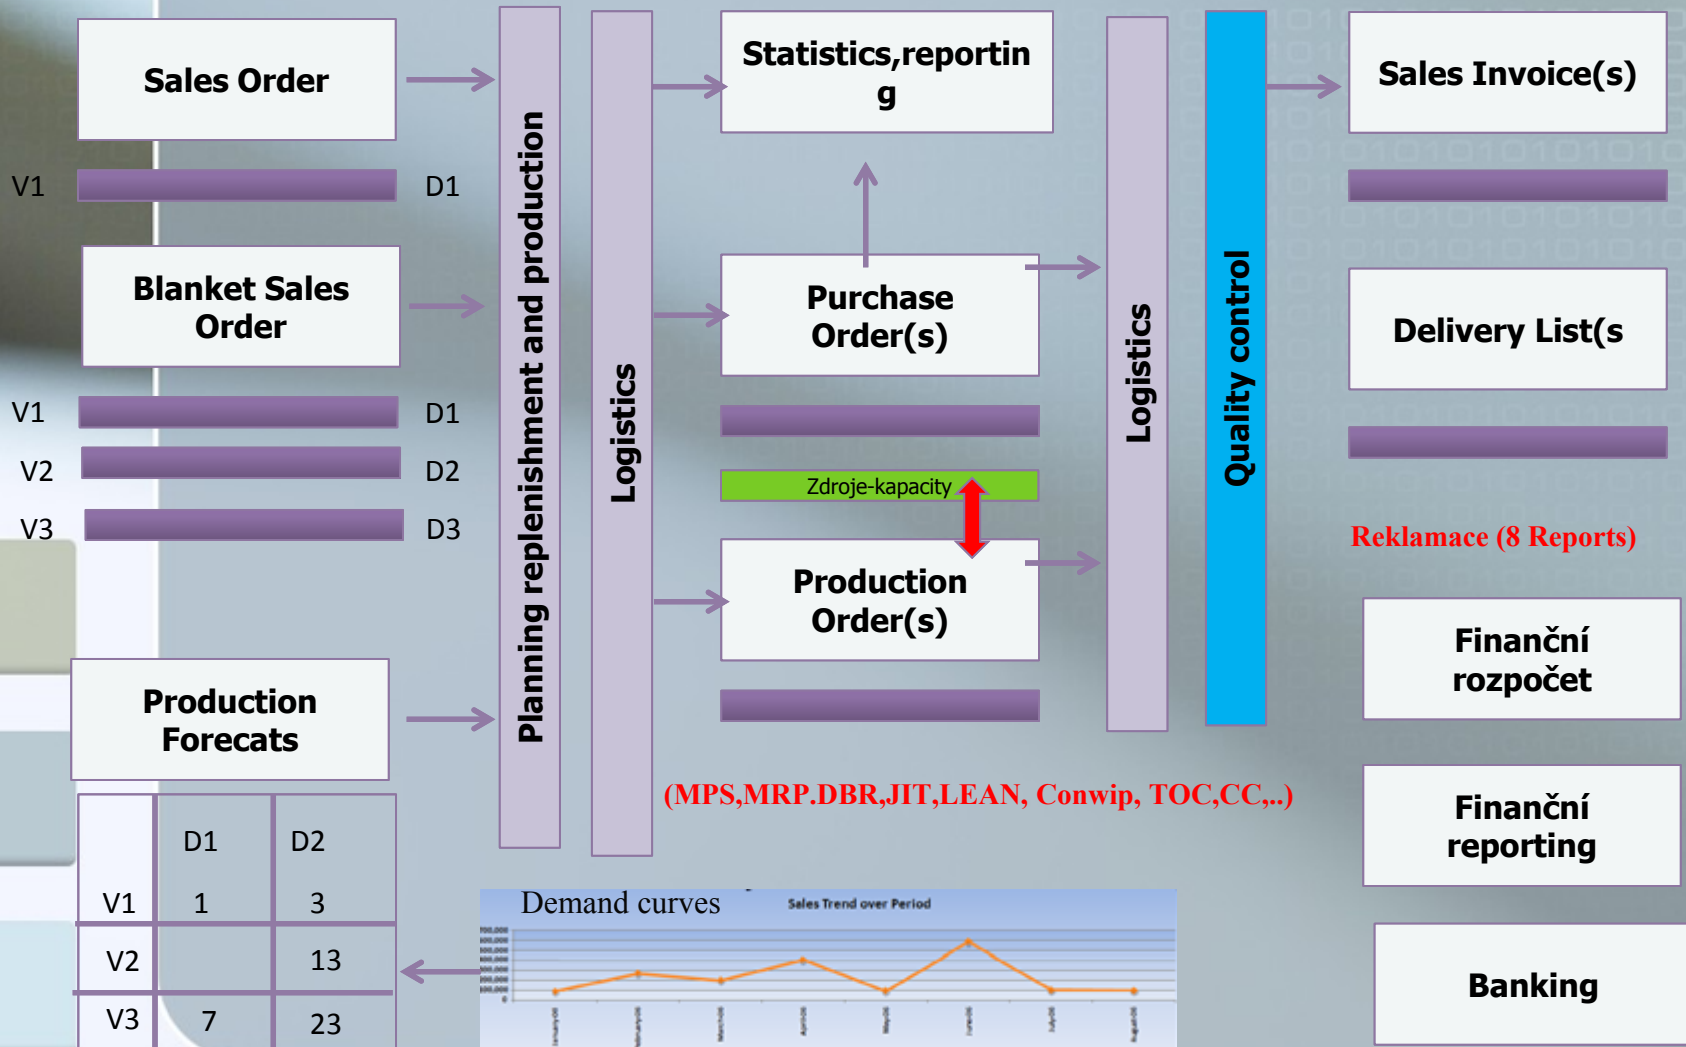 Sales Order
V1
D1
Blanket Sales
Order
V1
D1
V2
D2
V3
D3
Production
Forecats
D1
D2
V1
1
3
V2
13
V3
7
23
Planning replenishment and production
Logistics
Statistics,reportin
g
Purchase
Order(s)
Zdroje-kapacity
Production
Order(s)
(MPS,MRP.DBR,JIT,LEAN, Conwip, TOC,CC,..)
Demand curves
Sales Trend over Period
Logistics
Quality control
Sales Invoice(s)
Delivery List(s
Reklamace (8 Reports)
Finanční
rozpočet
Finanční
reporting
Banking